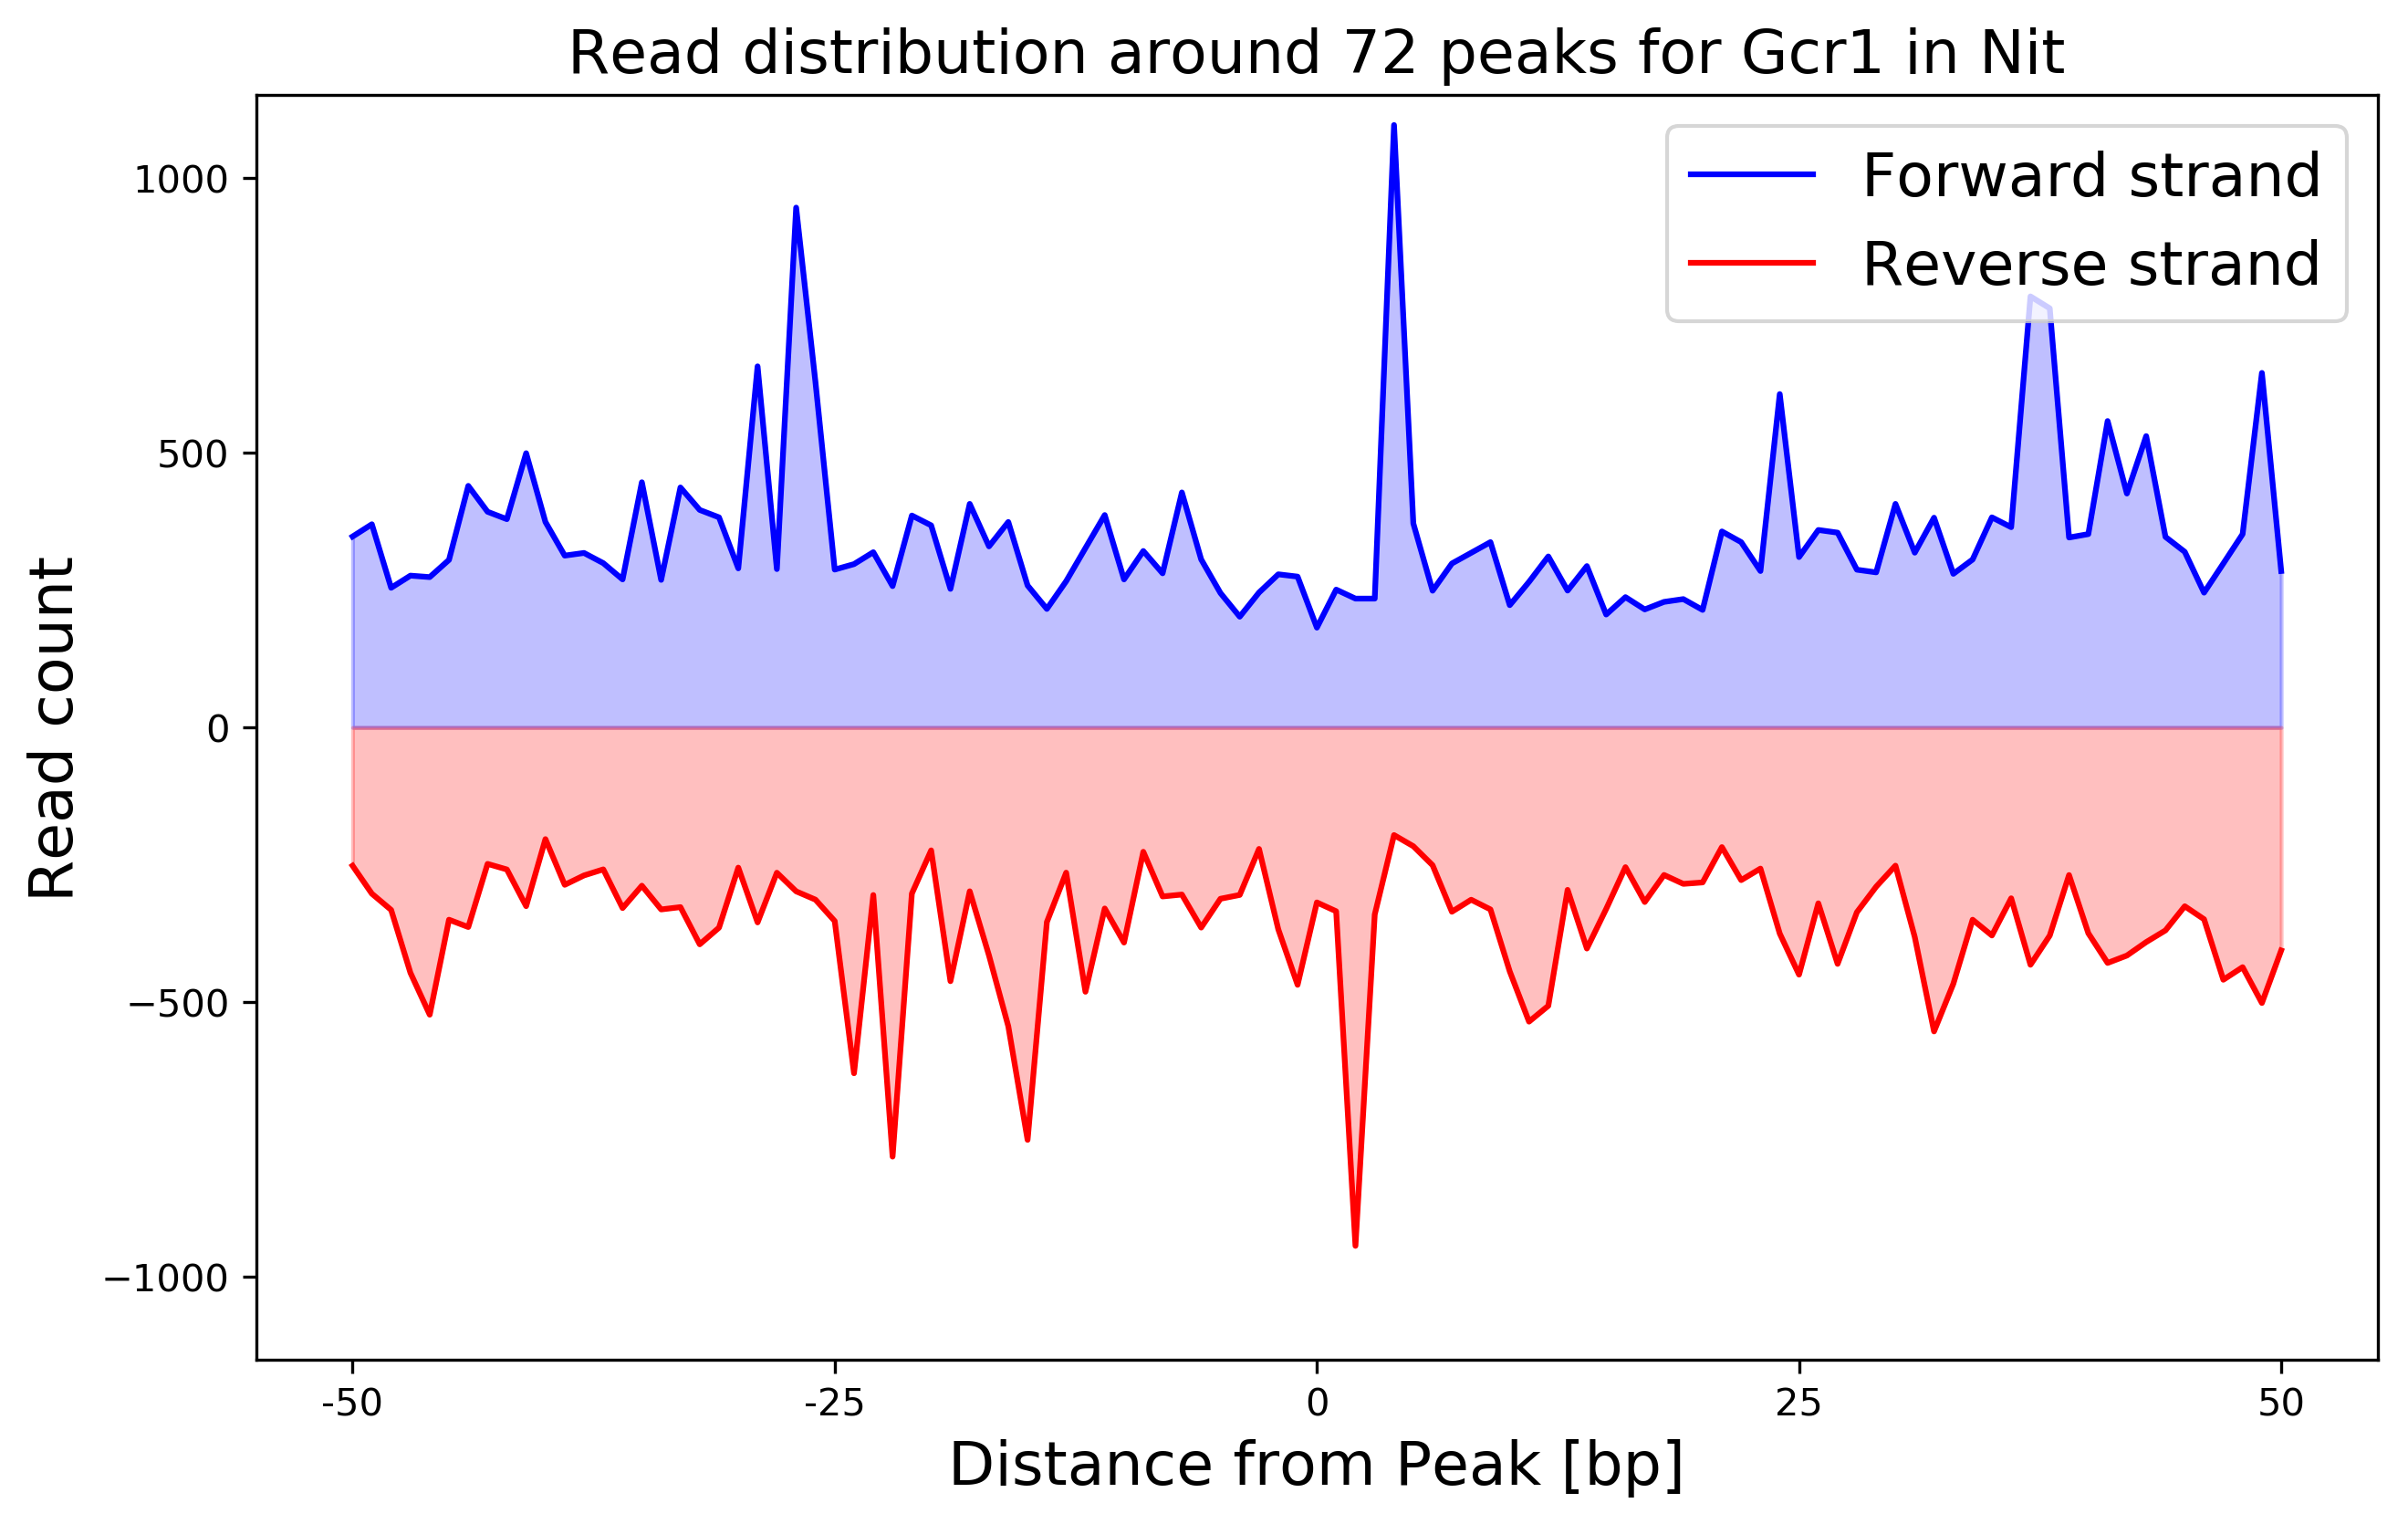 Read distribution around 72 peaks for Gcr1 in Nit
Forward strand
Reverse strand
Read count
1000
500
0
−500
−1000
-50
-25
0
25
50
Distance from Peak [bp]